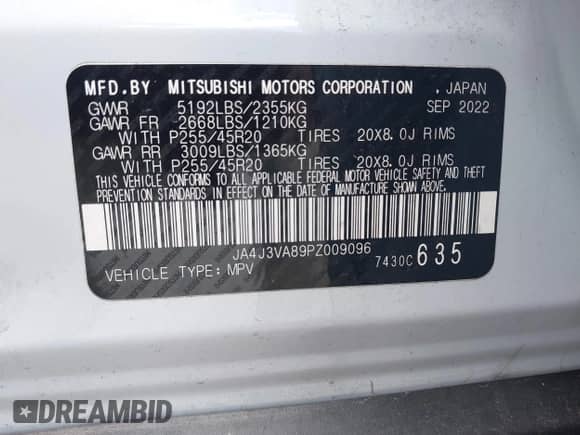 MFD.BY MITSUBISHI MOTORS CORPORATION , JAPAN
GVWR 5192LBS/2355KG SEP 2022
GAWR FR 2668LBS/1210KG
WITH P255/45R20 TIRES 20X8.0J RIMS
GAWR RR 3009LBS/1365KG
WITH P255/45R20 TIRES 20X8.0J RIMS
THIS VEHICLE CONFORMS TO ALL APPLICABLE FEDERAL MOTOR VEHICLE SAFETY AND THEFT
PREVENTION STANDARDS IN EFFECT ON THE DATE OF MANUFACTURE SHOWN ABOVE.
JA4J3VA89PZ009096
VEHICLE TYPE:MPV 7430C 635
DREAMBID